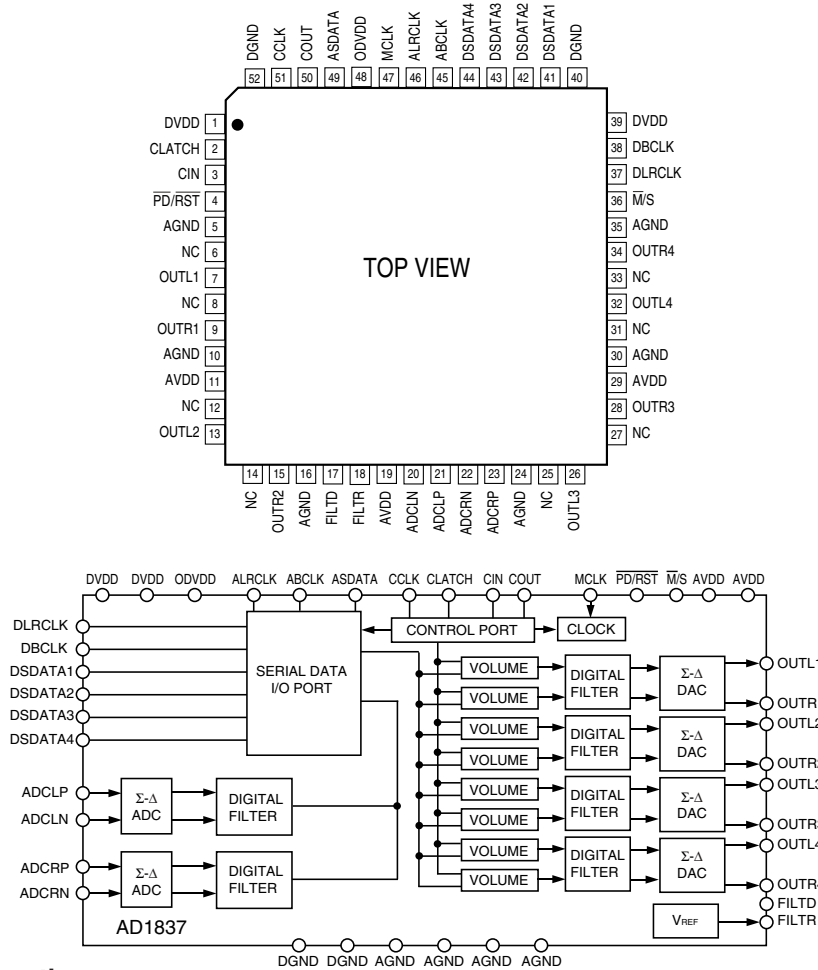 DGND CCLK COUT ASDATA ODVDD MCLK ALRCLK ABCLK DSDATA4 DSDATA3 DSDATA2 DSDATA1 DGND
52 51 50 49 48 47 46 45 44 43 42 41 40
DVDD 1 39 DVDD
CLATCH 2 38 DBCLK
CIN 3 37 DLRCLK
PD/RST 4 36 M/S
AGND 5 35 AGND
NC 6 34 OUTR4
OUTL1 7 33 NC
TOP VIEW
NC 8 32 OUTL4
OUTR1 9 31 NC
AGND 10 30 AGND
AVDD 11 29 AVDD
NC 12 28 OUTR3
OUTL2 13 27 NC
14 15 16 17 18 19 20 21 22 23 24 25 26
NC OUTR2 AGND FILTD FILTR AVDD ADCLN ADCLP ADCRN ADCRP AGND NC OUTL3
DVDD DVDD ODVDD ALRCLK ABCLK ASDATA CCLK CLATCH CIN COUT MCLK PD/RST M/S AVDD AVDD
DLRCLK
DBCLK
DSDATA1
DSDATA2
DSDATA3
DSDATA4
SERIAL DATA
I/O PORT
CONTROL PORT
CLOCK
VOLUME
VOLUME
DIGITAL
FILTER
Σ-Δ
DAC
OUTL1
OUTR
VOLUME
VOLUME
DIGITAL
FILTER
Σ-Δ
DAC
OUTL2
OUTR2
VOLUME
VOLUME
DIGITAL
FILTER
Σ-Δ
DAC
OUTL3
OUTR3
VOLUME
VOLUME
DIGITAL
FILTER
Σ-Δ
DAC
OUTL4
OUTR4
ADCLP
ADCLN
Σ-Δ
ADC
DIGITAL
FILTER
ADCRP
ADCRN
Σ-Δ
ADC
DIGITAL
FILTER
AD1837
VREF
FILTD
FILTR
DGND DGND AGND AGND AGND AGND